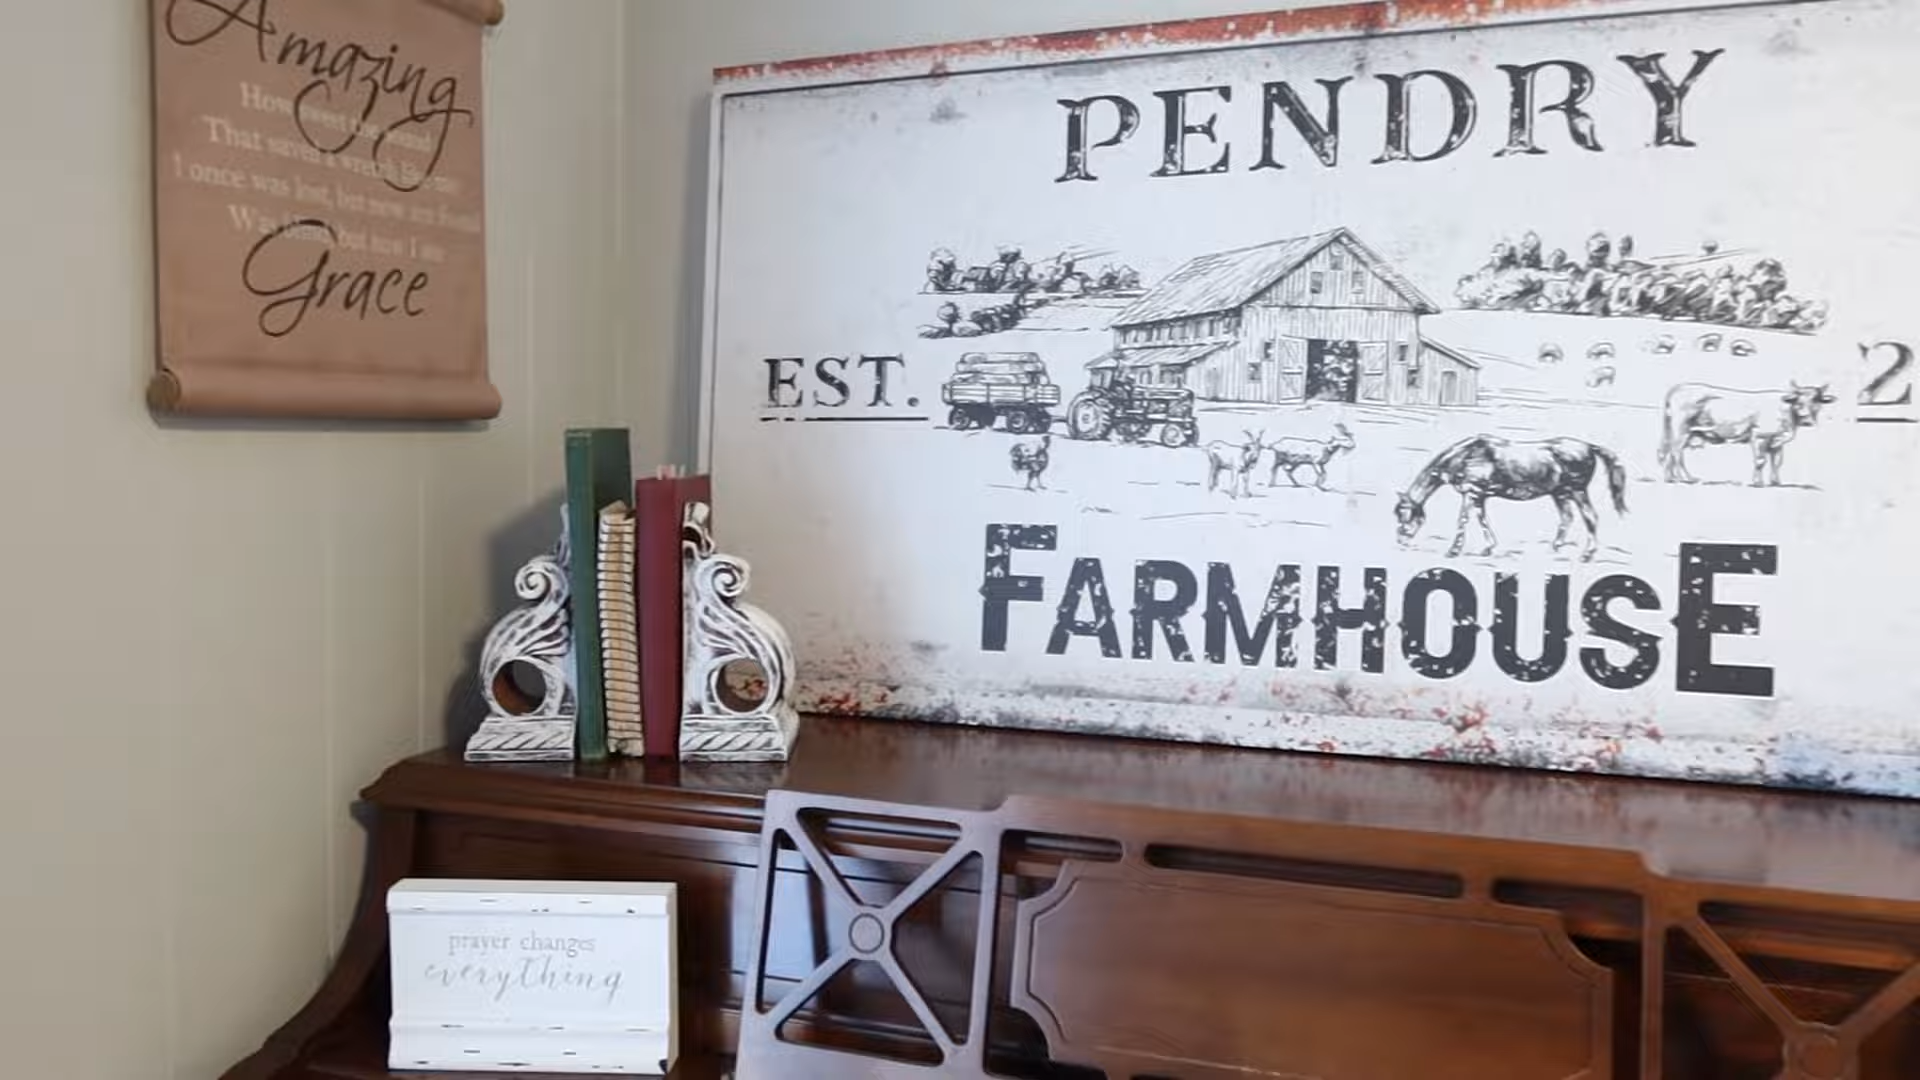 Amazing
How sweet the sound
That saved a wretch like me
I once was lost, but now am found
Was blind but now I see
Grace
PENDRY
EST. 2
FARMHOUSE
prayer changes
everything